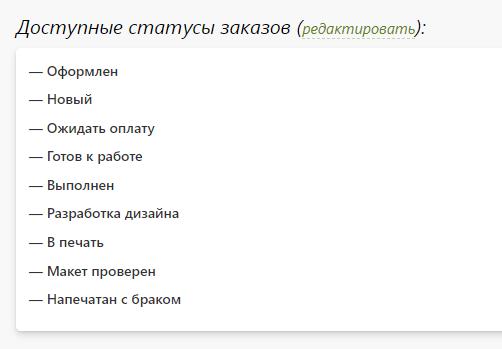 Доступные статусы заказов (редактировать):
— Оформлен
— Новый
— Ожидать оплату
— Готов к работе
— Выполнен
— Разработка дизайна
— В печать
— Макет проверен
— Напечатан с браком